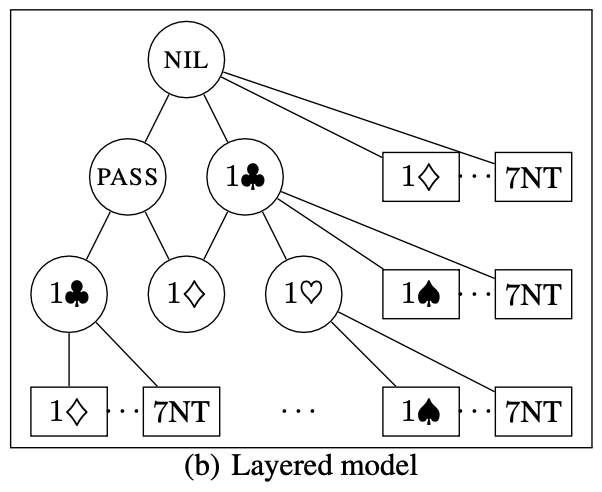 NIL
PASS 1♣ 1♢ ··· 7NT
1♣ 1♢ 1♡ 1♠ ··· 7NT
1♢ ··· 7NT ··· 1♠ ··· 7NT
(b) Layered model